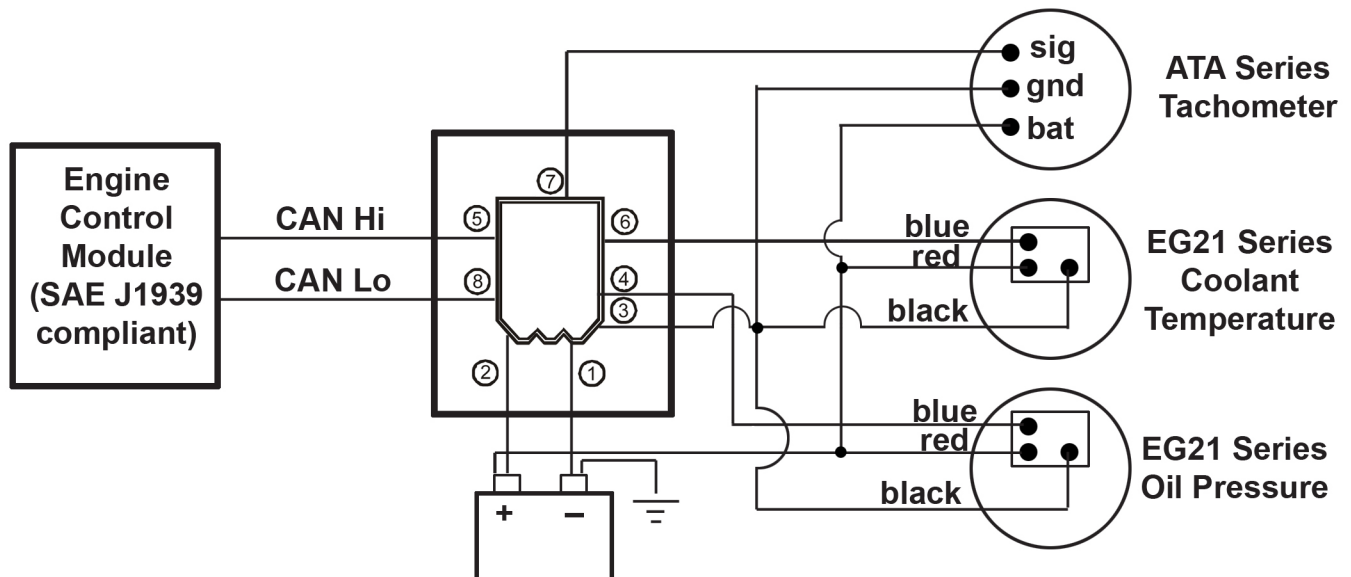 Engine
Control
Module
(SAE J1939
compliant)
CAN Hi
CAN Lo
5
8
7
6
4
3
2
1
+
–
sig
gnd
bat
ATA Series
Tachometer
blue
red
black
EG21 Series
Coolant
Temperature
blue
red
black
EG21 Series
Oil Pressure